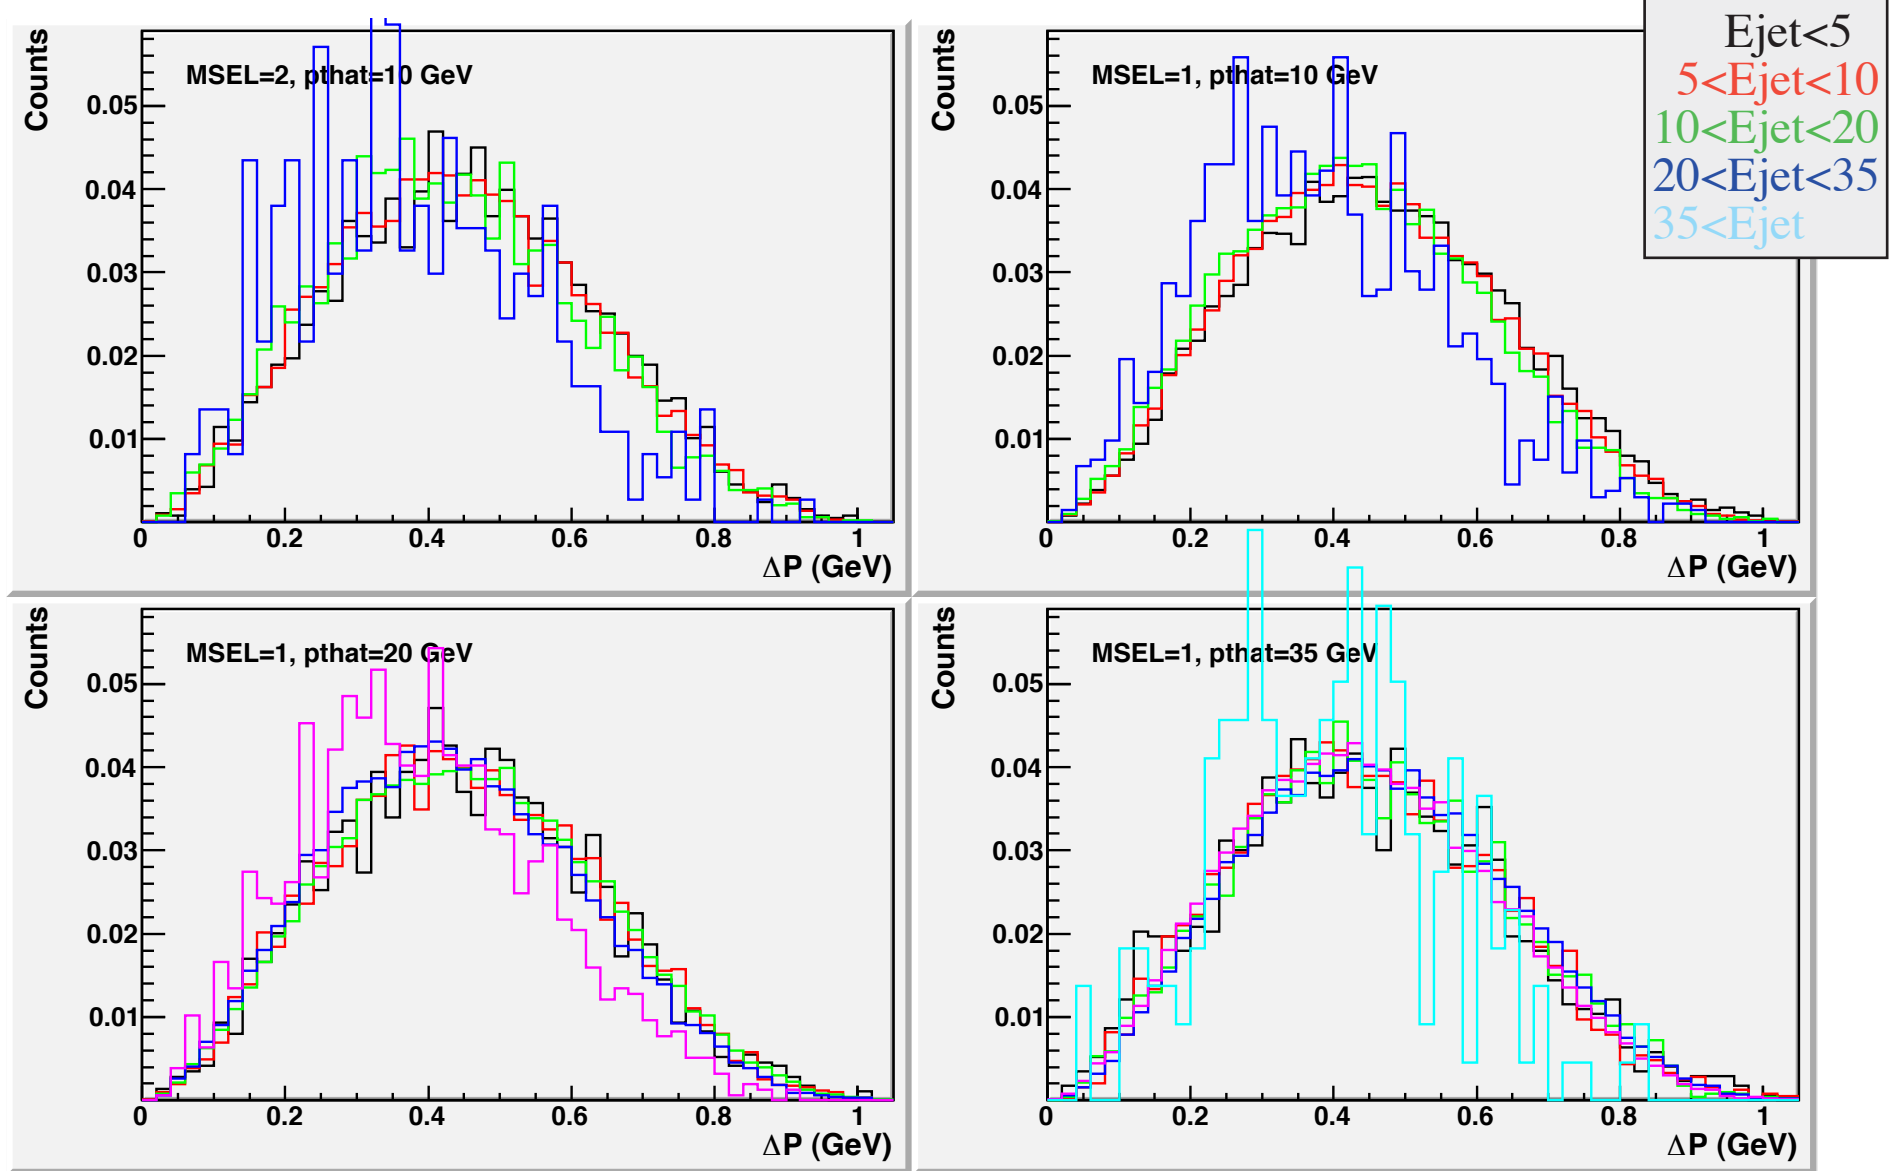 Ejet<5
5<Ejet<10
10<Ejet<20
20<Ejet<35
35<Ejet
Counts
MSEL=2, pthat=10 GeV
0.05
0.04
0.03
0.02
0.01
0 0.2 0.4 0.6 0.8 1
ΔP (GeV)
Counts
MSEL=1, pthat=10 GeV
0.05
0.04
0.03
0.02
0.01
0 0.2 0.4 0.6 0.8 1
ΔP (GeV)
Counts
MSEL=1, pthat=20 GeV
0.05
0.04
0.03
0.02
0.01
0 0.2 0.4 0.6 0.8 1
ΔP (GeV)
Counts
MSEL=1, pthat=35 GeV
0.05
0.04
0.03
0.02
0.01
0 0.2 0.4 0.6 0.8 1
ΔP (GeV)